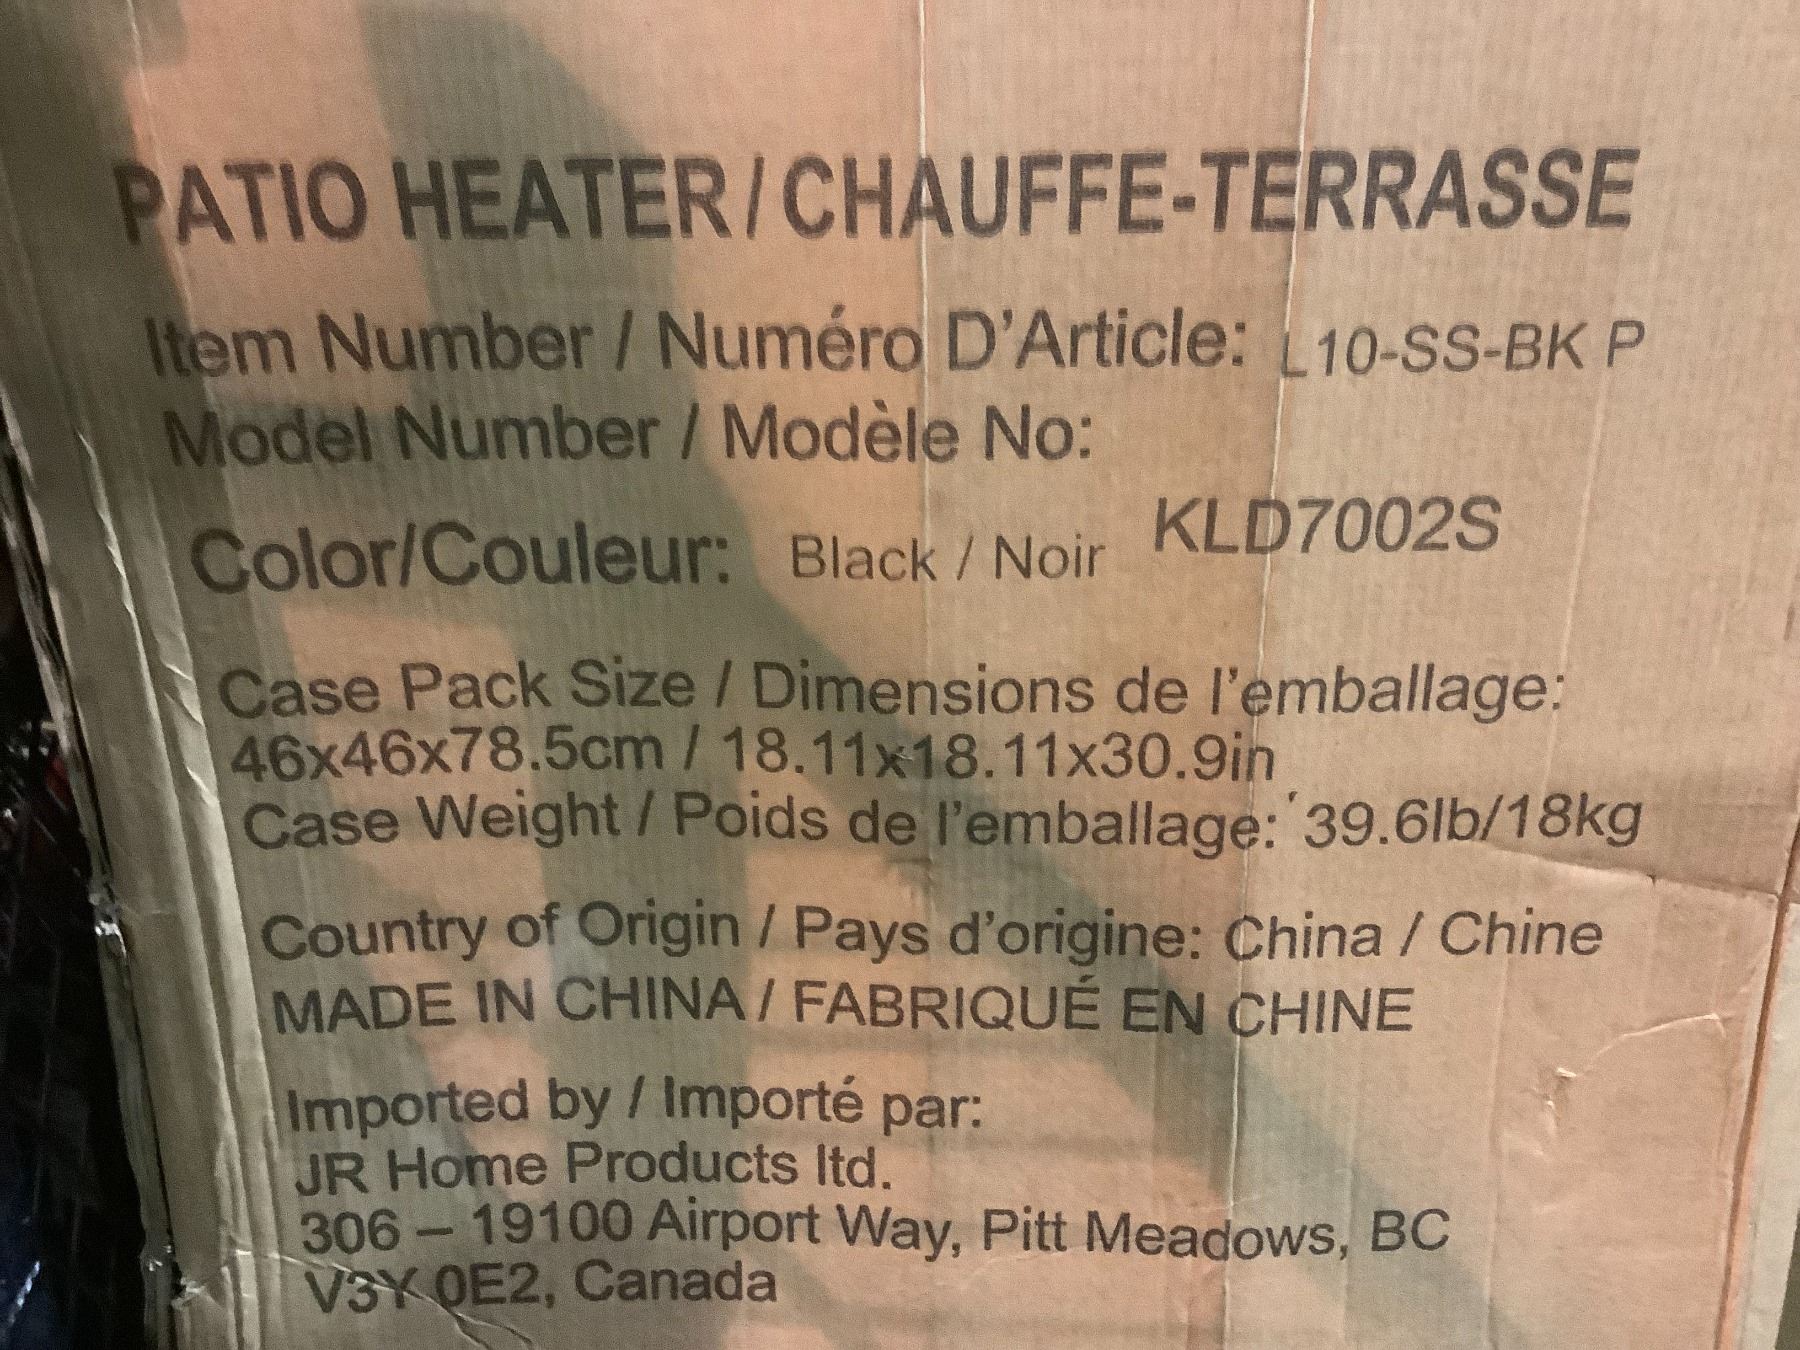 PATIO HEATER / CHAUFFE-TERRASSE
Item Number / Numéro D'Article: L10-SS-BK P
Model Number / Modèle No:
KLD7002S
Color/Couleur: Black / Noir
Case Pack Size / Dimensions de l'emballage:
46x46x78.5cm / 18.11x18.11x30.9in
Case Weight / Poids de l'emballage: 39.6lb/18kg
Country of Origin / Pays d'origine: China / Chine
MADE IN CHINA / FABRIQUÉ EN CHINE
Imported by / Importé par:
JR Home Products ltd.
306 – 19100 Airport Way, Pitt Meadows, BC
V3Y 0E2, Canada